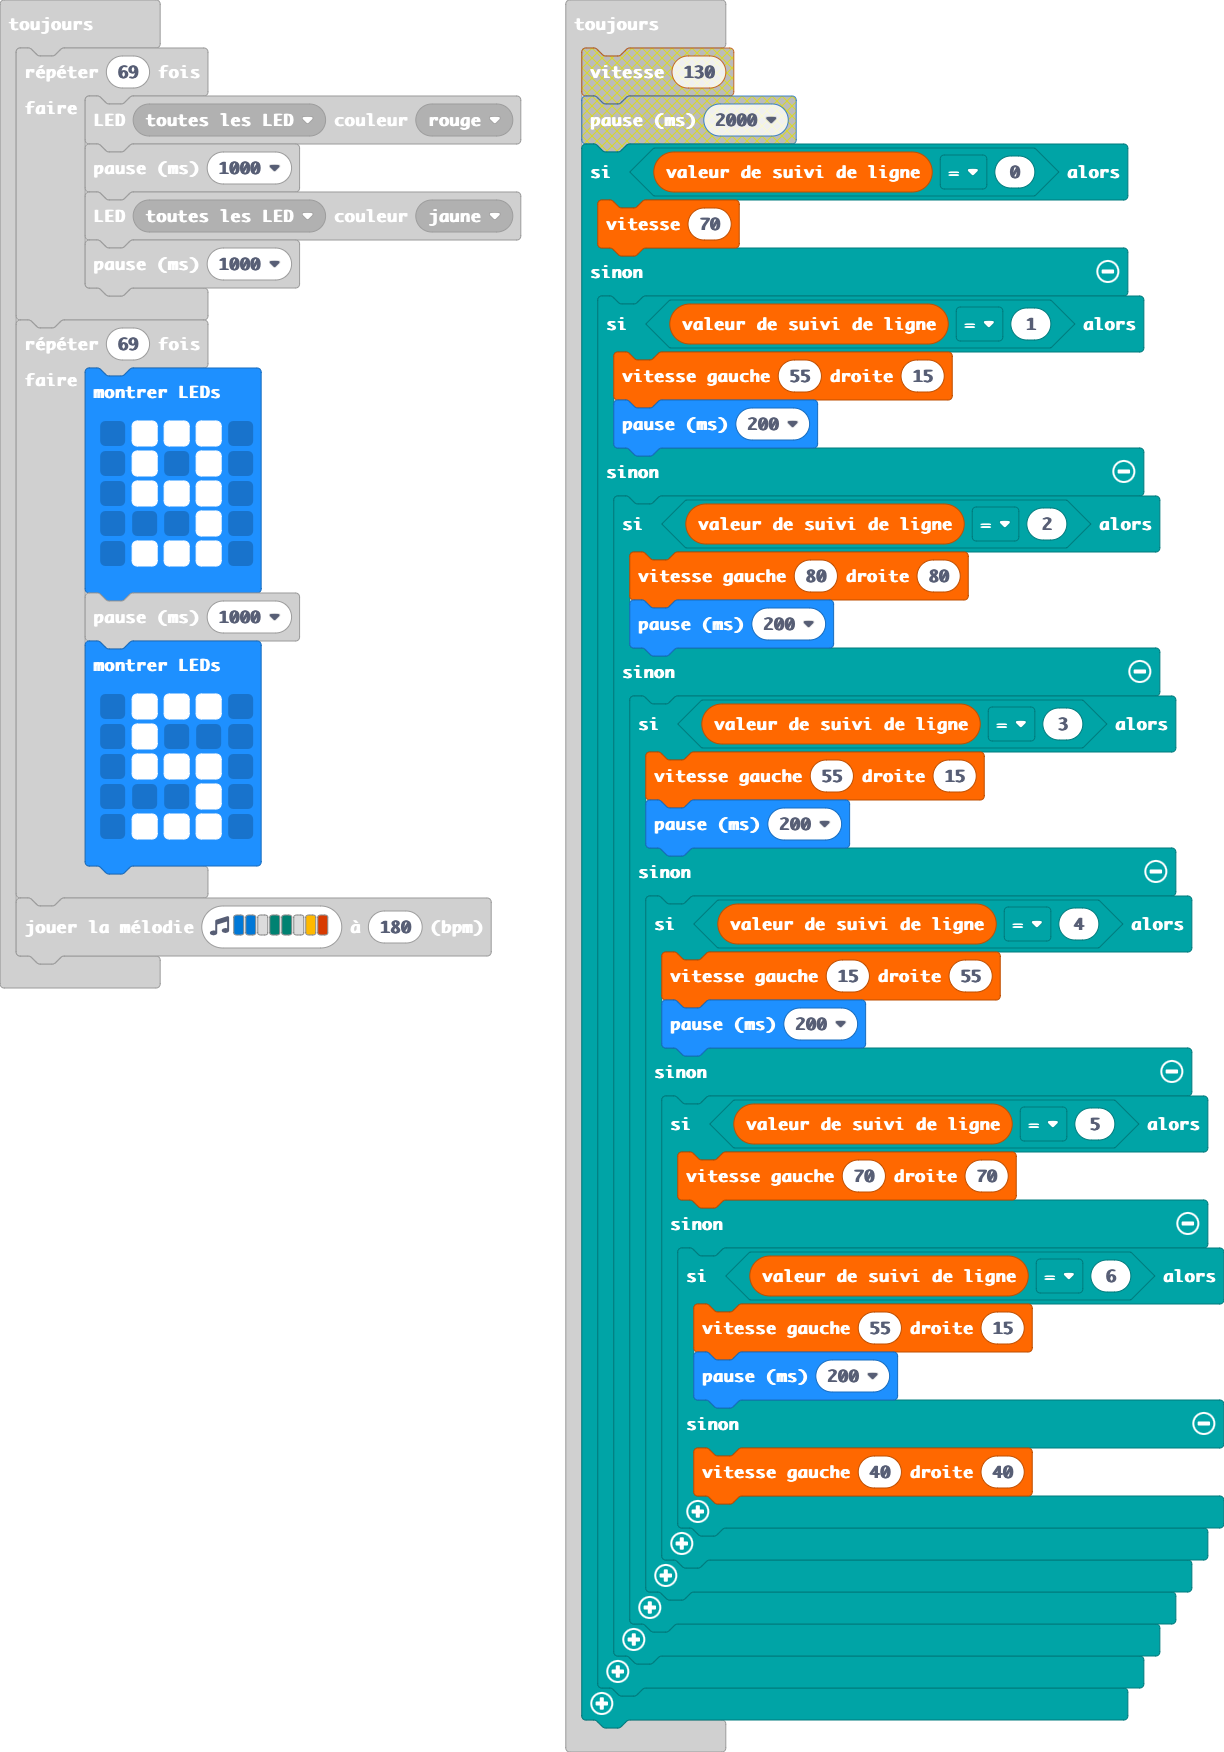 toujours
répéter 69 fois
faire
LED toutes les LED couleur rouge
pause (ms) 1000
LED toutes les LED couleur jaune
pause (ms) 1000
répéter 69 fois
faire
montrer LEDs
pause (ms) 1000
montrer LEDs
jouer la mélodie à 180 (bpm)
toujours
vitesse 130
pause (ms) 2000
si valeur de suivi de ligne = 0 alors
vitesse 70
sinon
si valeur de suivi de ligne = 1 alors
vitesse gauche 55 droite 15
pause (ms) 200
sinon
si valeur de suivi de ligne = 2 alors
vitesse gauche 80 droite 80
pause (ms) 200
sinon
si valeur de suivi de ligne = 3 alors
vitesse gauche 55 droite 15
pause (ms) 200
sinon
si valeur de suivi de ligne = 4 alors
vitesse gauche 15 droite 55
pause (ms) 200
sinon
si valeur de suivi de ligne = 5 alors
vitesse gauche 70 droite 70
sinon
si valeur de suivi de ligne = 6 alors
vitesse gauche 55 droite 15
pause (ms) 200
sinon
vitesse gauche 40 droite 40